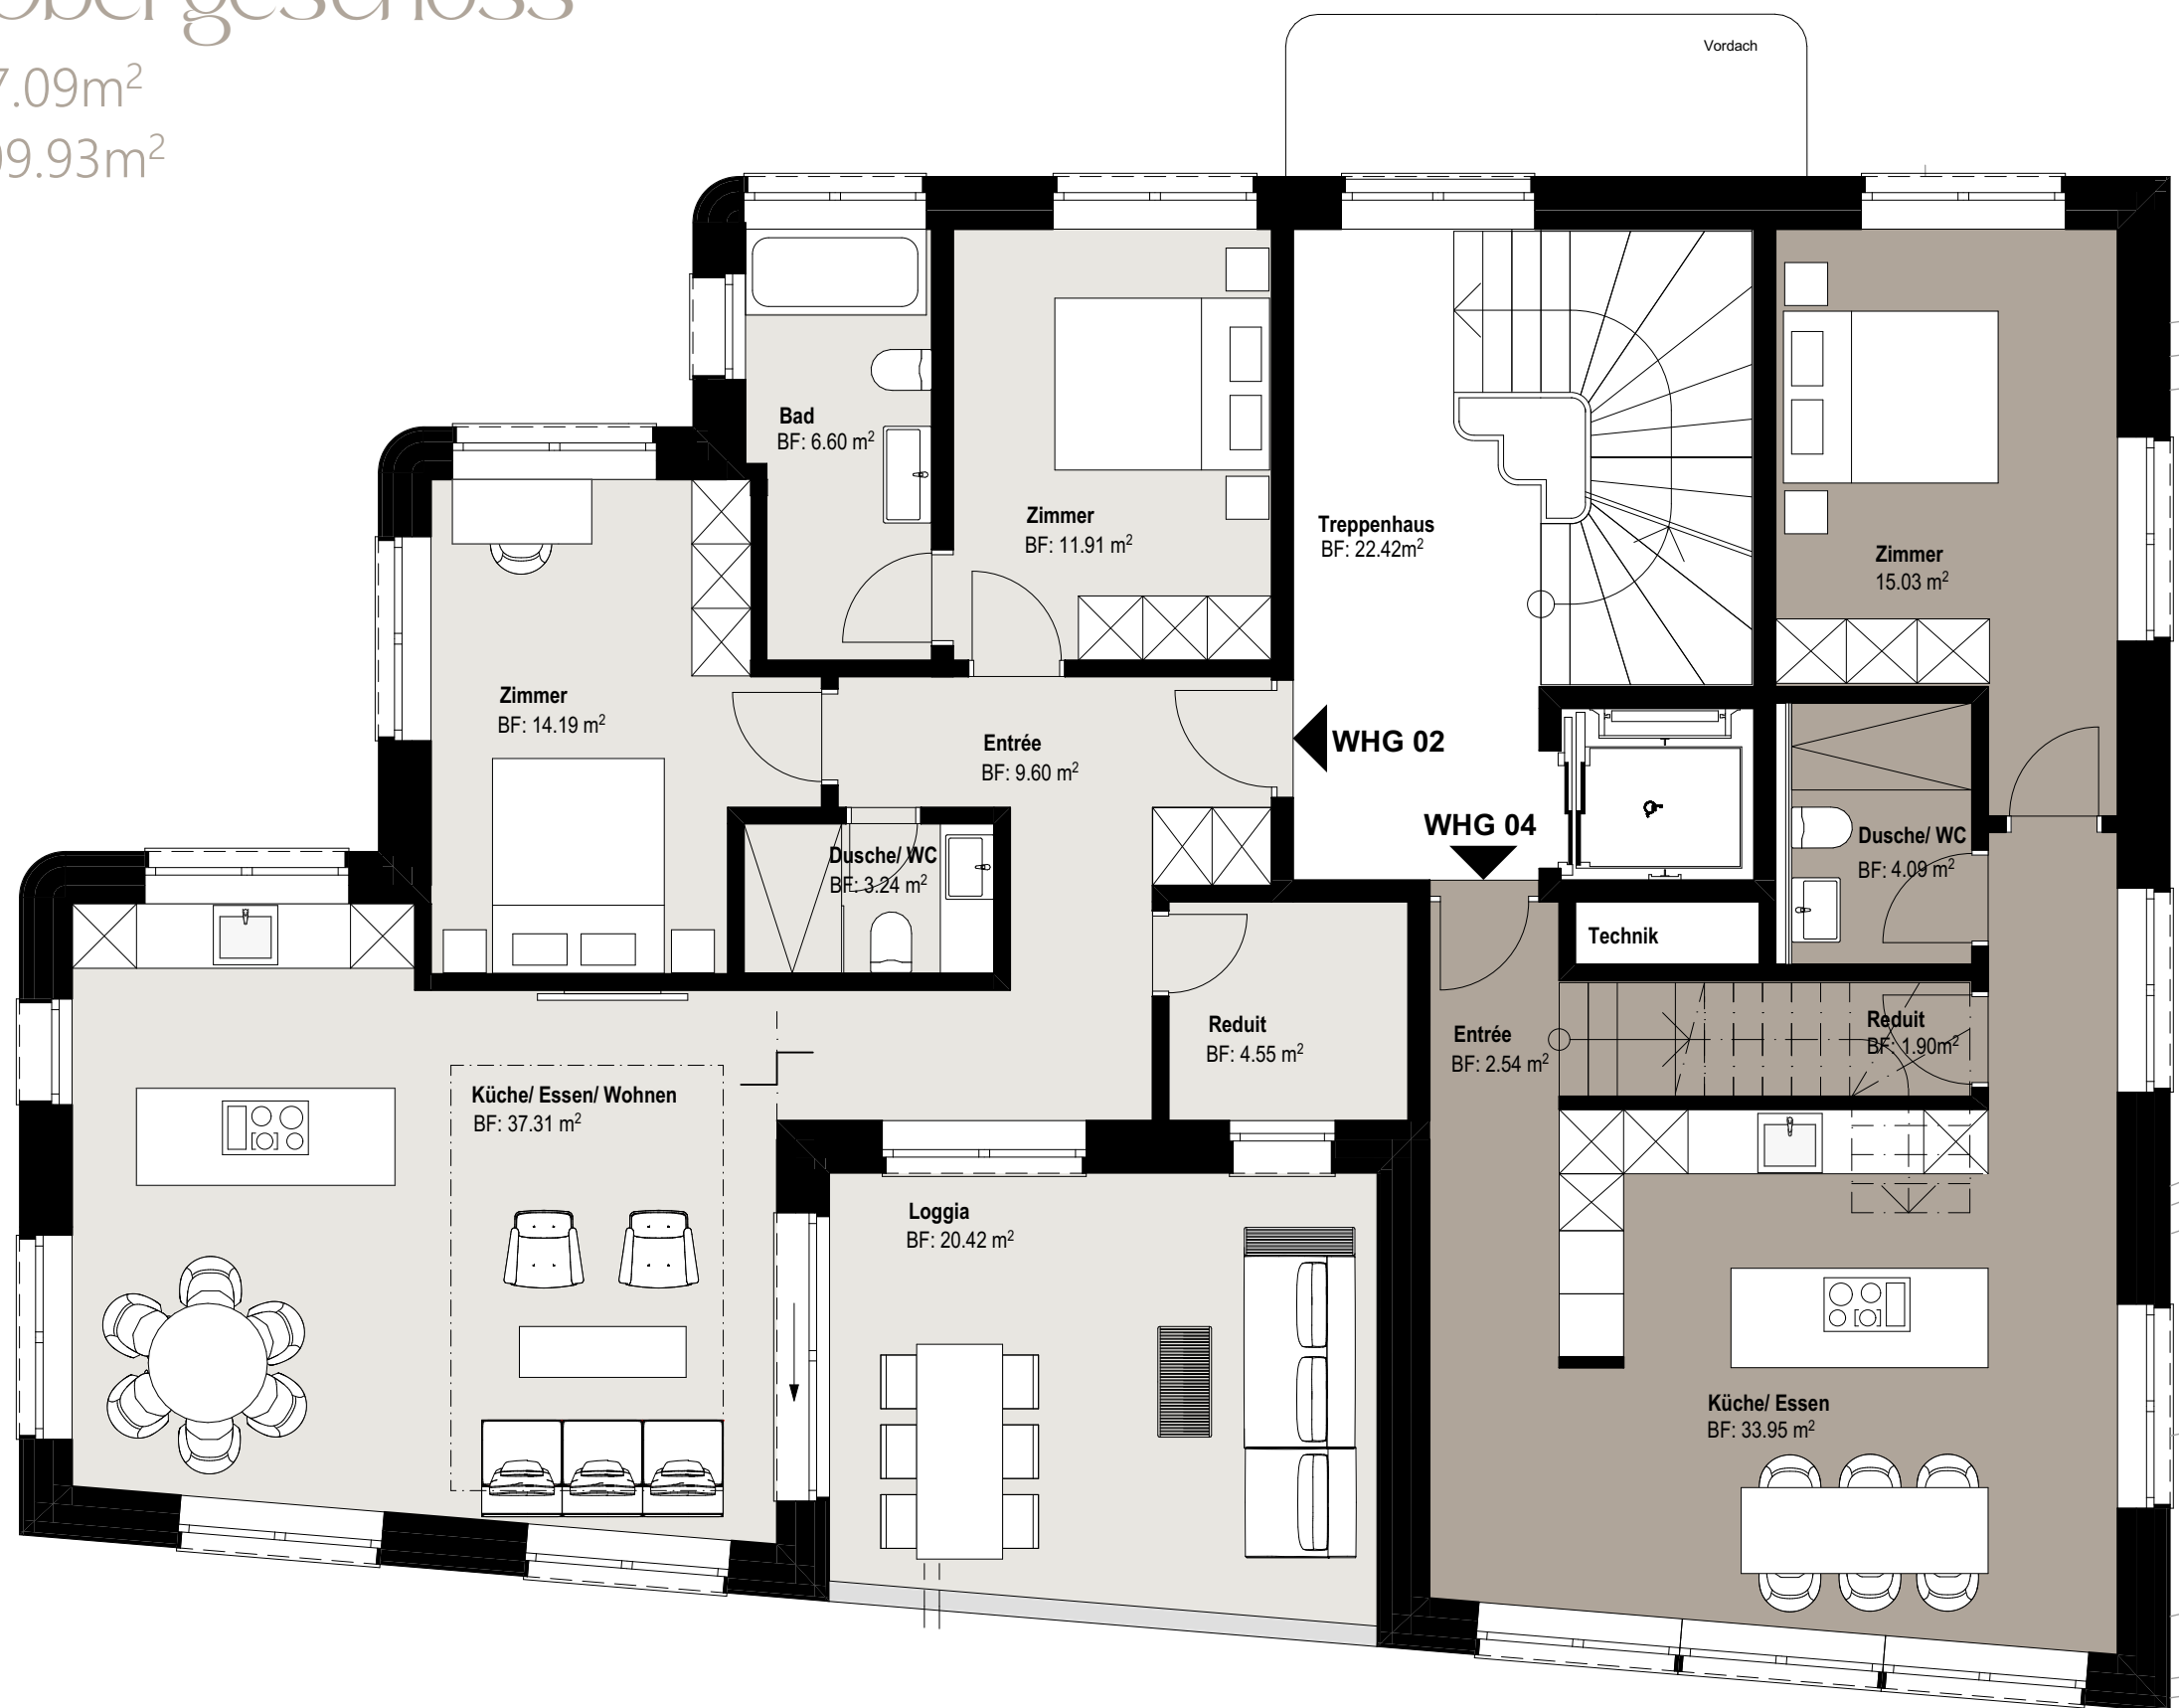 obergeschoss
7.09m²
99.93m²
Vordach
Bad
BF: 6.60 m²
Zimmer
BF: 11.91 m²
Treppenhaus
BF: 22.42m²
Zimmer
15.03 m²
Zimmer
BF: 14.19 m²
Entrée
BF: 9.60 m²
WHG 02
WHG 04
Dusche/ WC
BF: 3.24 m²
Dusche/ WC
BF: 4.09 m²
Technik
Reduit
BF: 4.55 m²
Entrée
BF: 2.54 m²
Reduit
BF: 1.90m²
Küche/ Essen/ Wohnen
BF: 37.31 m²
Loggia
BF: 20.42 m²
Küche/ Essen
BF: 33.95 m²